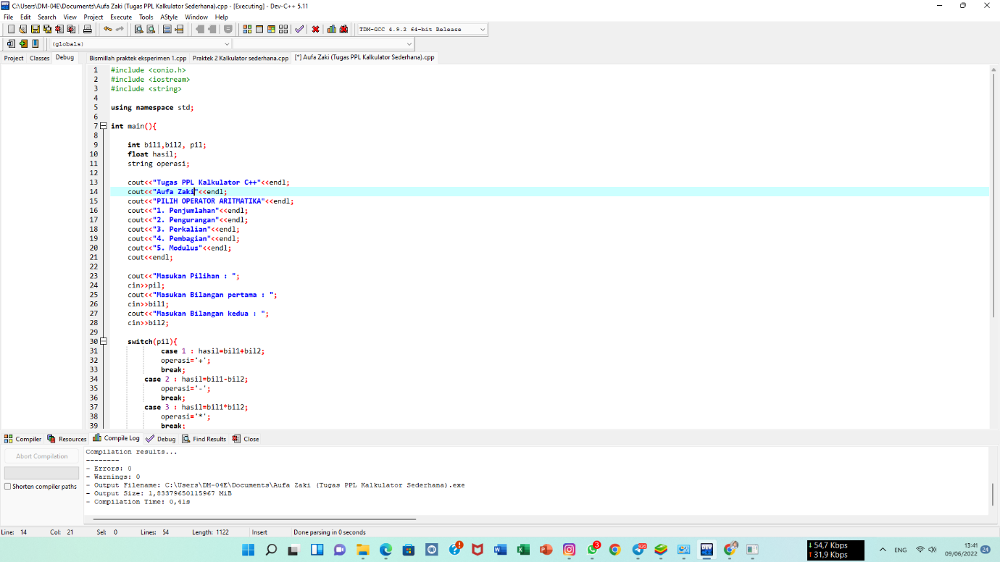 C:\Users\DM-04E\Documents\Aufa Zaki (Tugas PPL Kalkulator Sederhana).cpp - [Executing] - Dev-C++ 5.11
File Edit Search View Project Execute Tools AStyle Window Help
TDM-GCC 4.9.2 64-bit Release
(globals)
Project Classes Debug
Bismillah praktek eksperimen 1.cpp Praktek 2 Kalkulator sederhana.cpp [*] Aufa Zaki (Tugas PPL Kalkulator Sederhana).cpp
1 #include <conio.h>
2 #include <iostream>
3 #include <string>
4
5 using namespace std;
6
7 int main(){
8
9 int bil1,bil2, pil;
10 float hasil;
11 string operasi;
12
13 cout<<"Tugas PPL Kalkulator C++"<<endl;
14 cout<<"Aufa Zaki"<<endl;
15 cout<<"PILIH OPERATOR ARITMATIKA"<<endl;
16 cout<<"1. Penjumlahan"<<endl;
17 cout<<"2. Pengurangan"<<endl;
18 cout<<"3. Perkalian"<<endl;
19 cout<<"4. Pembagian"<<endl;
20 cout<<"5. Modulus"<<endl;
21 cout<<endl;
22
23 cout<<"Masukan Pilihan : ";
24 cin>>pil;
25 cout<<"Masukan Bilangan pertama : ";
26 cin>>bil1;
27 cout<<"Masukan Bilangan kedua : ";
28 cin>>bil2;
29
30 switch(pil){
31 case 1 : hasil=bil1+bil2;
32 operasi='+';
33 break;
34 case 2 : hasil=bil1-bil2;
35 operasi='-';
36 break;
37 case 3 : hasil=bil1*bil2;
38 operasi='*';
39 break;
Compiler Resources Compile Log Debug Find Results Close
Abort Compilation
Shorten compiler paths
Compilation results...
--------
- Errors: 0
- Warnings: 0
- Output Filename: C:\Users\DM-04E\Documents\Aufa Zaki (Tugas PPL Kalkulator Sederhana).exe
- Output Size: 1,83379650115967 MiB
- Compilation Time: 0,41s
Line: 14 Col: 21 Sel: 0 Lines: 54 Length: 1122 Insert Done parsing in 0 seconds
54,7 Kbps
31,9 Kbps
ENG
13:41
09/06/2022
24